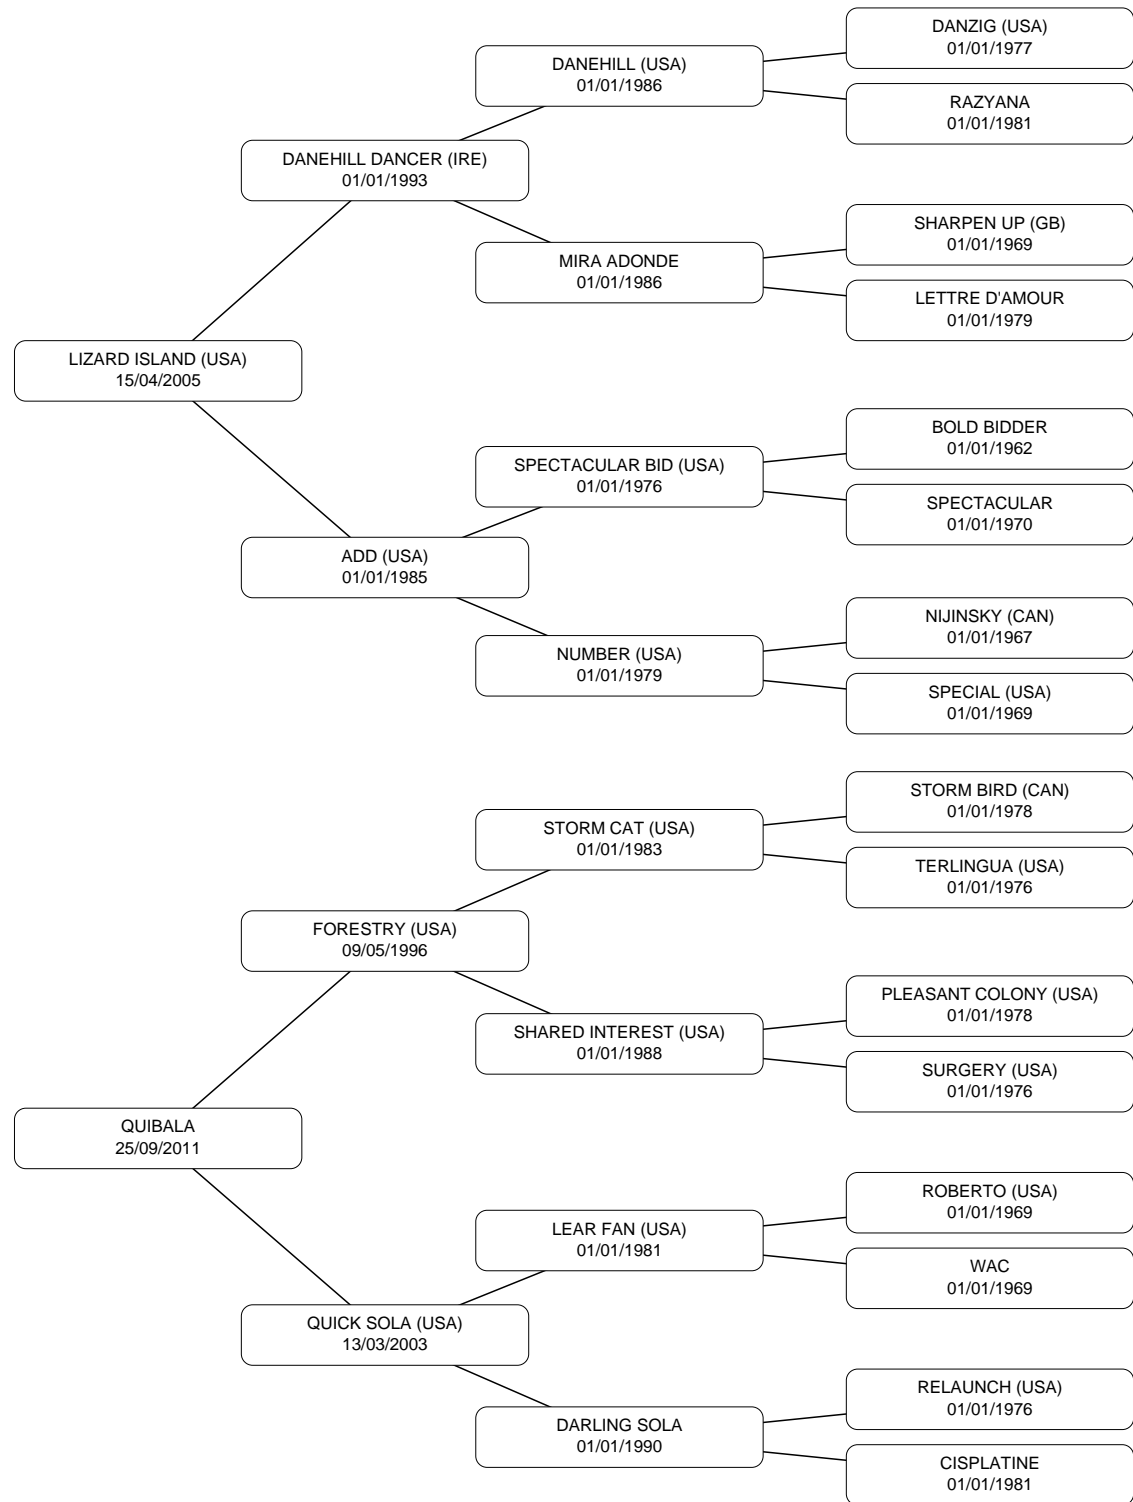 DANZIG (USA)
01/01/1977
DANEHILL (USA)
01/01/1986
RAZYANA
01/01/1981
DANEHILL DANCER (IRE)
01/01/1993
SHARPEN UP (GB)
01/01/1969
MIRA ADONDE
01/01/1986
LETTRE D'AMOUR
01/01/1979
LIZARD ISLAND (USA)
15/04/2005
BOLD BIDDER
01/01/1962
SPECTACULAR BID (USA)
01/01/1976
SPECTACULAR
01/01/1970
ADD (USA)
01/01/1985
NIJINSKY (CAN)
01/01/1967
NUMBER (USA)
01/01/1979
SPECIAL (USA)
01/01/1969
STORM BIRD (CAN)
01/01/1978
STORM CAT (USA)
01/01/1983
TERLINGUA (USA)
01/01/1976
FORESTRY (USA)
09/05/1996
PLEASANT COLONY (USA)
01/01/1978
SHARED INTEREST (USA)
01/01/1988
SURGERY (USA)
01/01/1976
QUIBALA
25/09/2011
ROBERTO (USA)
01/01/1969
LEAR FAN (USA)
01/01/1981
WAC
01/01/1969
QUICK SOLA (USA)
13/03/2003
RELAUNCH (USA)
01/01/1976
DARLING SOLA
01/01/1990
CISPLATINE
01/01/1981